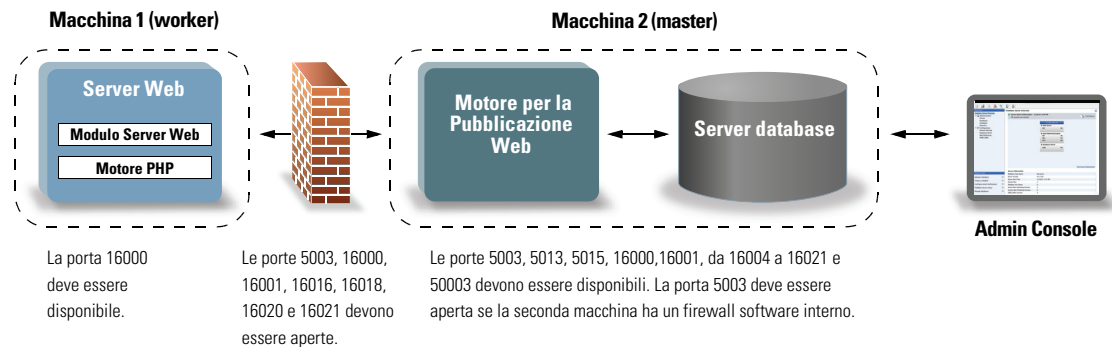 Macchina 1 (worker)
Macchina 2 (master)
Server Web
Modulo Server Web
Motore PHP
Motore per la
Pubblicazione
Web
Server database
Admin Console
La porta 16000
deve essere
disponibile.
Le porte 5003, 16000,
16001, 16016, 16018,
16020 e 16021 devono
essere aperte.
Le porte 5003, 5013, 5015, 16000,16001, da 16004 a 16021 e
50003 devono essere disponibili. La porta 5003 deve essere
aperta se la seconda macchina ha un firewall software interno.